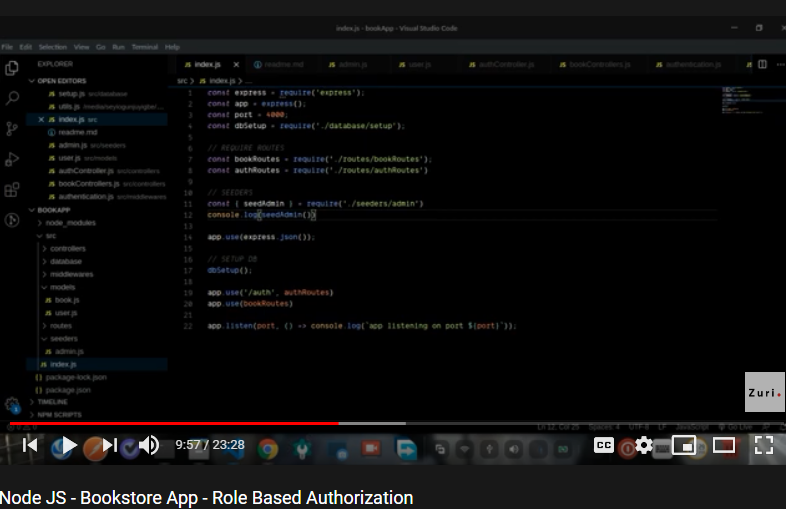 index.js - bookApp - Visual Studio Code
File Edit Selection View Go Run Terminal Help
EXPLORER
index.js
readme.md
admin.js
user.js
authController.js
bookControllers.js
authentication.js
OPEN EDITORS
setup.js src/database
utils.js
index.js src
readme.md
admin.js src/seeders
user.js src/models
authController.js src/controllers
bookControllers.js src/controllers
authentication.js src/middlewares
BOOKAPP
node_modules
src
controllers
database
middlewares
models
book.js
user.js
routes
seeders
admin.js
index.js
package-lock.json
package.json
TIMELINE
NPM SCRIPTS
src > index.js > ...
1 const express = require('express');
2 const app = express();
3 const port = 4000;
4 const dbSetup = require('./database/setup');
5
6 // REQUIRE ROUTES
7 const bookRoutes = require('./routes/bookRoutes');
8 const authRoutes = require('./routes/authRoutes')
9
10 // SEEDERS
11 const { seedAdmin } = require('./seeders/admin')
12 console.log(seedAdmin())
13
14 app.use(express.json());
15
16 // SETUP DB
17 dbSetup();
18
19 app.use('/auth', authRoutes)
20 app.use(bookRoutes)
21
22 app.listen(port, () => console.log(`app listening on port ${port}`));
Zuri.
Ln 12, Col 25 Spaces: 4 UTF-8 LF JavaScript Go Live
9:57 / 23:28
CC
Node JS - Bookstore App - Role Based Authorization